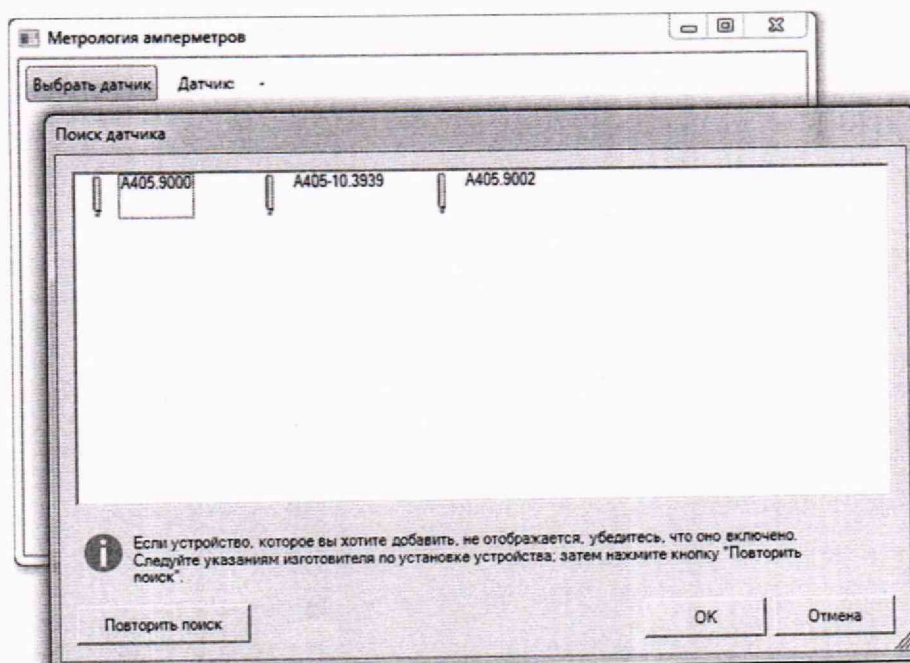 Метрология амперметров
Выбрать датчик Датчик: -
Поиск датчика
A405.9000 A405-10.3939 A405.9002
Если устройство, которое вы хотите добавить, не отображается, убедитесь, что оно включено.
Следуйте указаниям изготовителя по установке устройства; затем нажмите кнопку "Повторить
поиск".
Повторить поиск OK Отмена